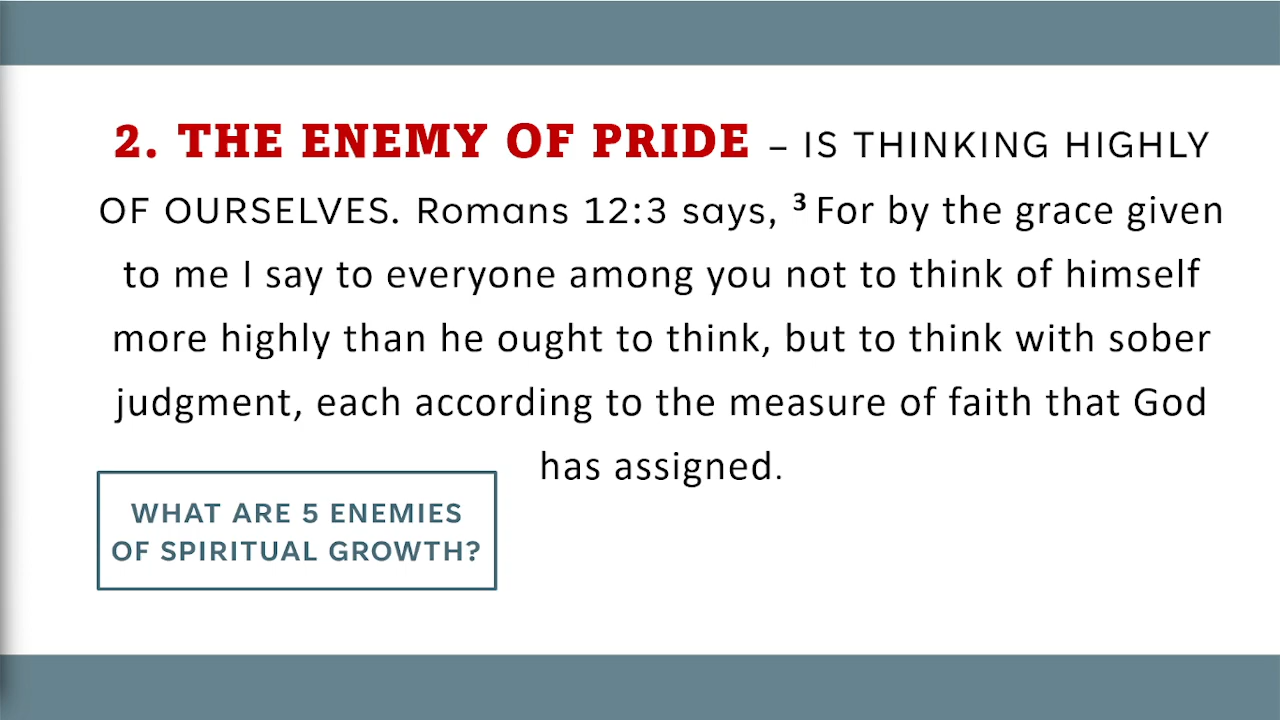 2. THE ENEMY OF PRIDE – IS THINKING HIGHLY
OF OURSELVES. Romans 12:3 says, ³ For by the grace given
to me I say to everyone among you not to think of himself
more highly than he ought to think, but to think with sober
judgment, each according to the measure of faith that God
has assigned.
WHAT ARE 5 ENEMIES
OF SPIRITUAL GROWTH?